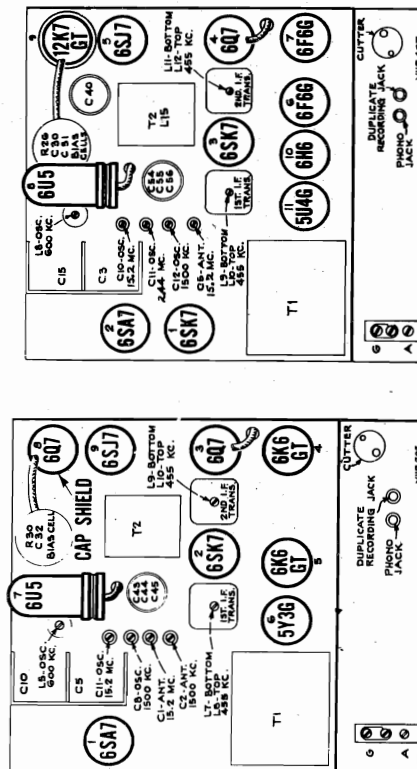 9
12K7
GT
5
6SJ7
4
6Q7
7
6F6G
R26
C30
C31
BIAS
CELLS
C40
8
6U5
T2
L15
L11-BOTTOM
L12-TOP
455 KC.
2ND. I.F.
TRANS.
3
6SK7
6
6F6G
10
6H6
11
5U4G
CUTTER
DUPLICATE
RECORDING JACK
PHONO
JACK
L8-OSC.
600 KC.
C54
C55
C56
1ST. I.F.
TRANS.
C15
C3
C10-OSC.
15.2 MC.
C11-OSC.
2.44 MC.
C12-OSC
1500 KC.
15.2 MC.
L9-BOTTOM
L10-TOP
455 KC.
2
6SA7
1
6SK7
T1
G
A
8
6Q7
9
6SJ7
3
6Q7
6K6
GT
4
R30
C32
BIAS CELL
CAP SHIELD
T2
L9-BOTTOM
L10-TOP
455 KC.
2ND I.F.
TRANS.
CUTTER
7
6U5
C43
C44
C45
2
6SK7
6K6
GT
5
6
5Y3G
DUPLICATE
RECORDING JACK
PHONO
JACK
C10
L5-OSC.
600 KC.
C5
C11-OSC.
15.2 MC.
C8-OSC.
1500 KC.
C1-ANT.
15.2 MC.
C2-ANT.
1500 KC.
1ST. I.F.
TRANS.
L7-BOTTOM
L8-TOP
455 KC.
1
6SA7
T1
G
A